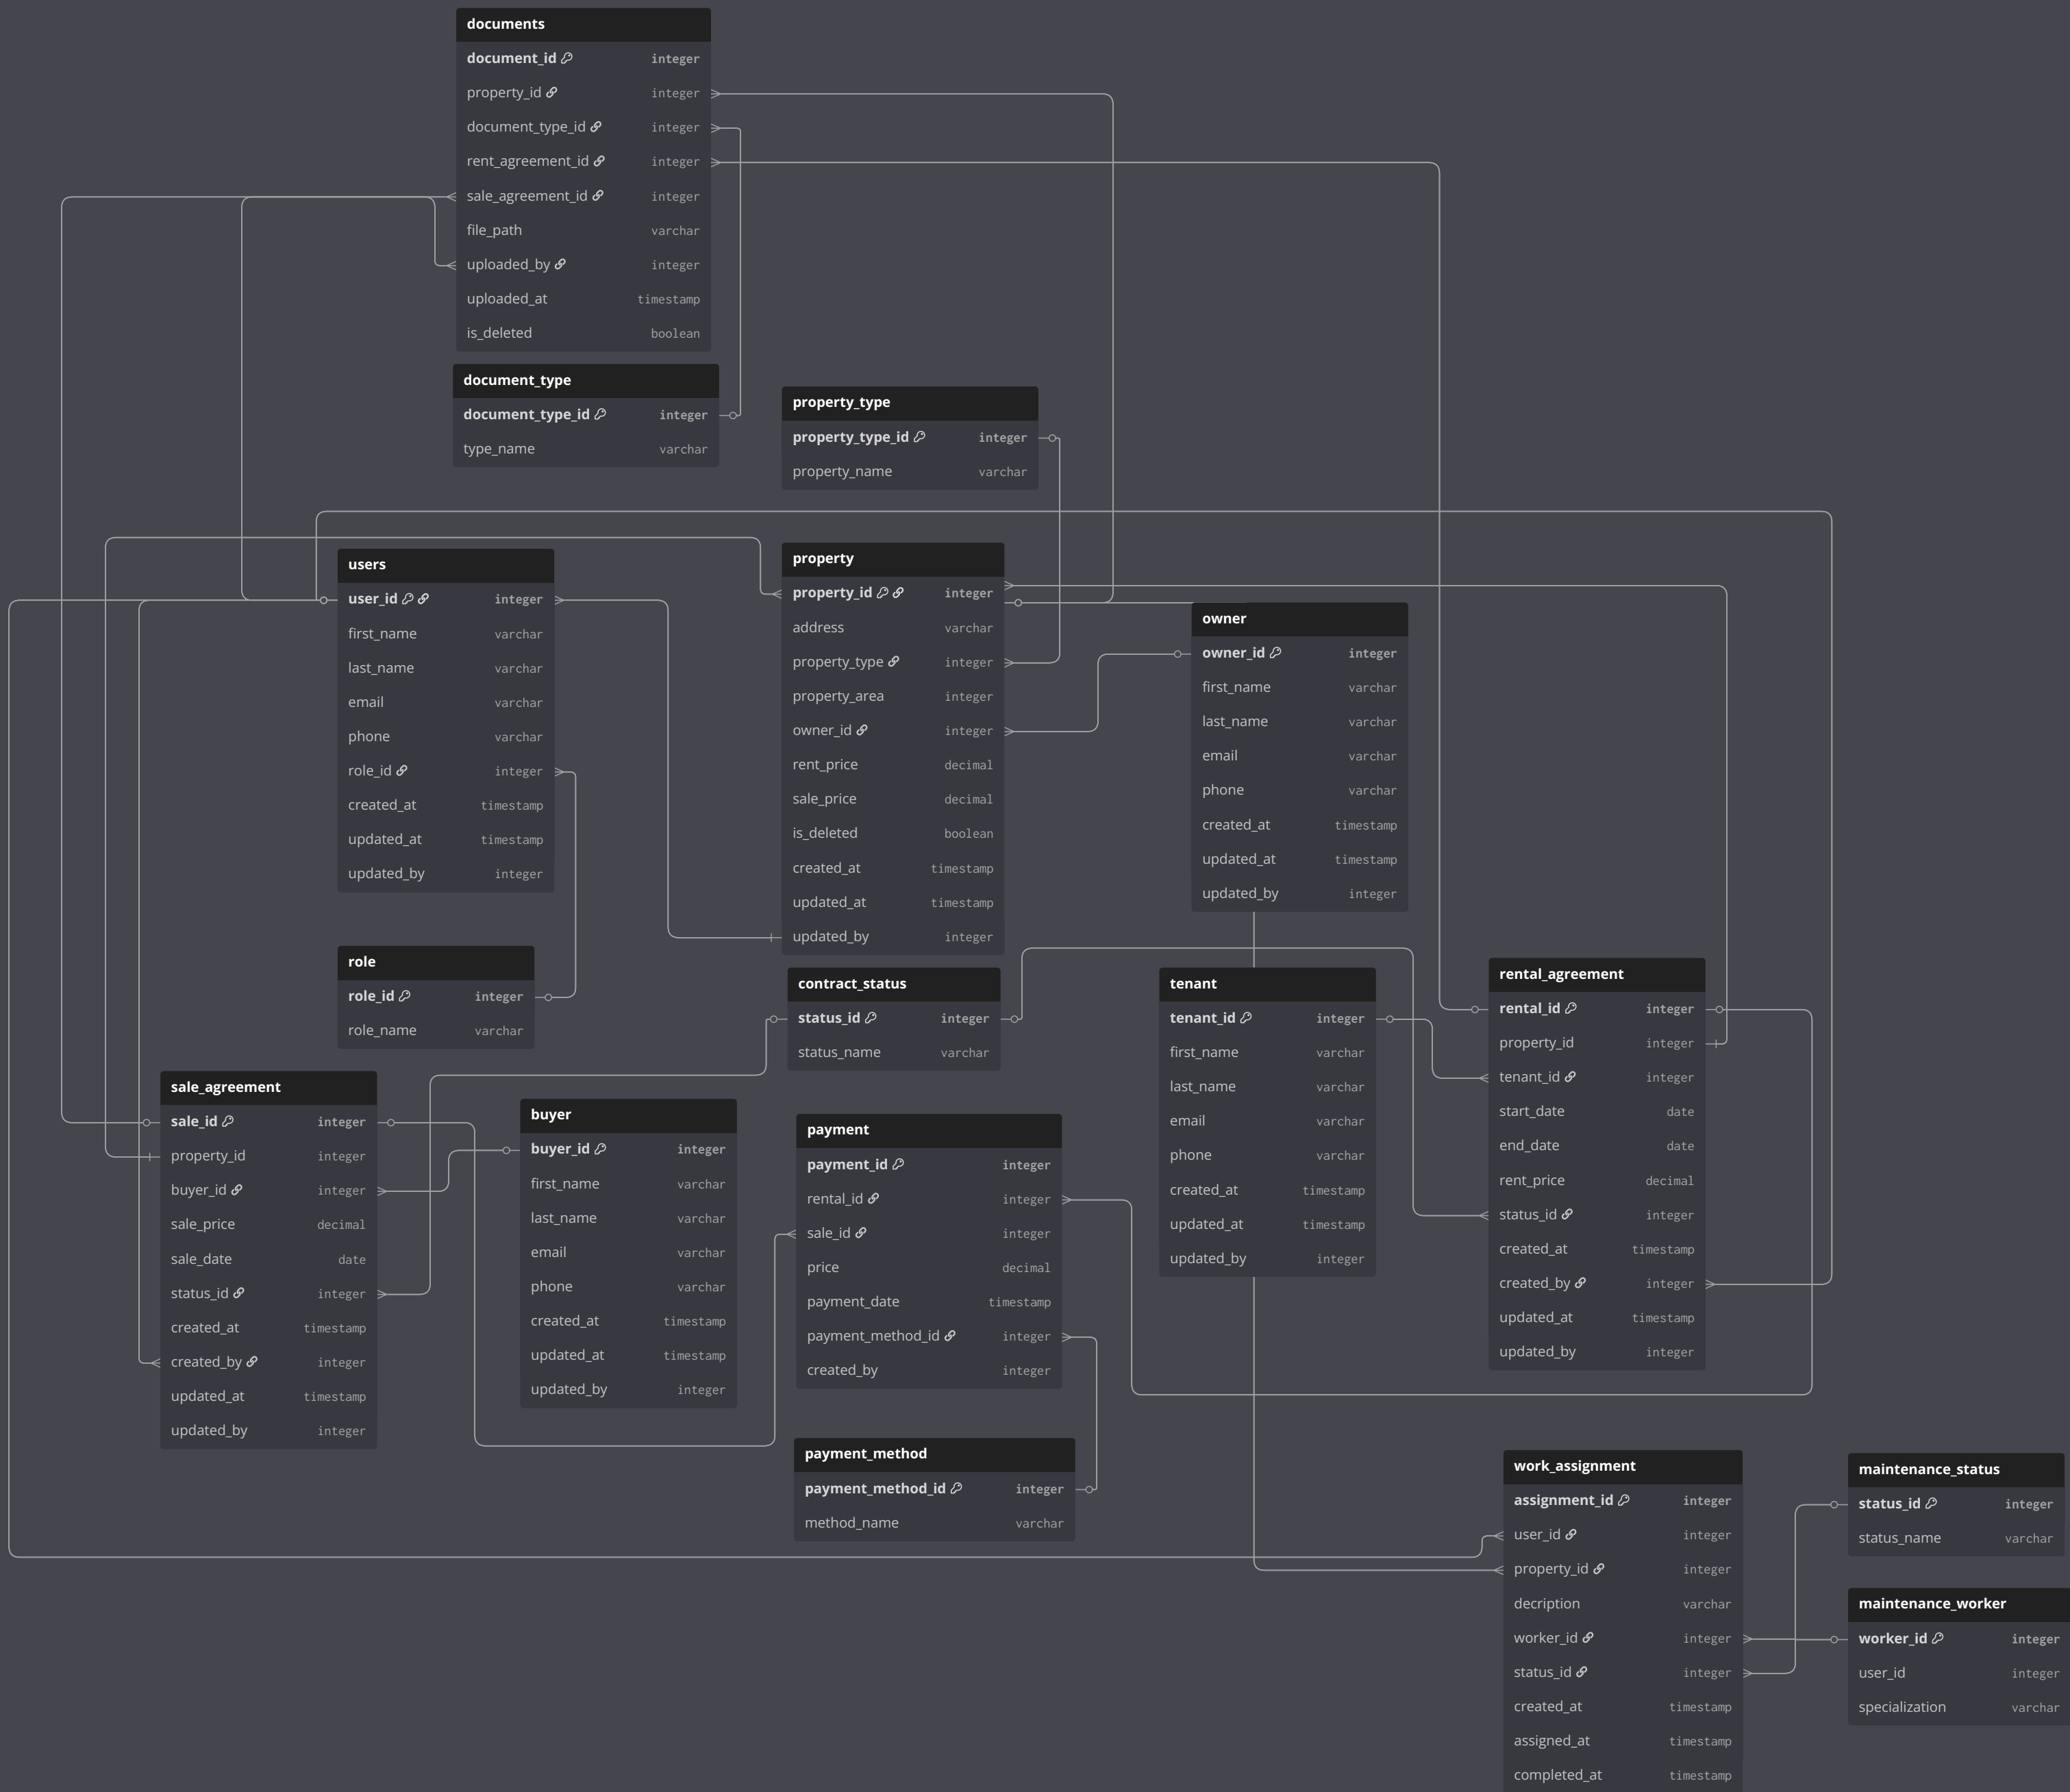 documents
document_id integer
property_id integer
document_type_id integer
rent_agreement_id integer
sale_agreement_id integer
file_path varchar
uploaded_by integer
uploaded_at timestamp
is_deleted boolean
document_type
document_type_id integer
type_name varchar
property_type
property_type_id integer
property_name varchar
users
user_id integer
first_name varchar
last_name varchar
email varchar
phone varchar
role_id integer
created_at timestamp
updated_at timestamp
updated_by integer
property
property_id integer
address varchar
property_type integer
property_area integer
owner_id integer
rent_price decimal
sale_price decimal
is_deleted boolean
created_at timestamp
updated_at timestamp
updated_by integer
owner
owner_id integer
first_name varchar
last_name varchar
email varchar
phone varchar
created_at timestamp
updated_at timestamp
updated_by integer
role
role_id integer
role_name varchar
contract_status
status_id integer
status_name varchar
tenant
tenant_id integer
first_name varchar
last_name varchar
email varchar
phone varchar
created_at timestamp
updated_at timestamp
updated_by integer
rental_agreement
rental_id integer
property_id integer
tenant_id integer
start_date date
end_date date
rent_price decimal
status_id integer
created_at timestamp
created_by integer
updated_at timestamp
updated_by integer
sale_agreement
sale_id integer
property_id integer
buyer_id integer
sale_price decimal
sale_date date
status_id integer
created_at timestamp
created_by integer
updated_at timestamp
updated_by integer
buyer
buyer_id integer
first_name varchar
last_name varchar
email varchar
phone varchar
created_at timestamp
updated_at timestamp
updated_by integer
payment
payment_id integer
rental_id integer
sale_id integer
price decimal
payment_date timestamp
payment_method_id integer
created_by integer
payment_method
payment_method_id integer
method_name varchar
work_assignment
assignment_id integer
user_id integer
property_id integer
decription varchar
worker_id integer
status_id integer
created_at timestamp
assigned_at timestamp
completed_at timestamp
maintenance_status
status_id integer
status_name varchar
maintenance_worker
worker_id integer
user_id integer
specialization varchar